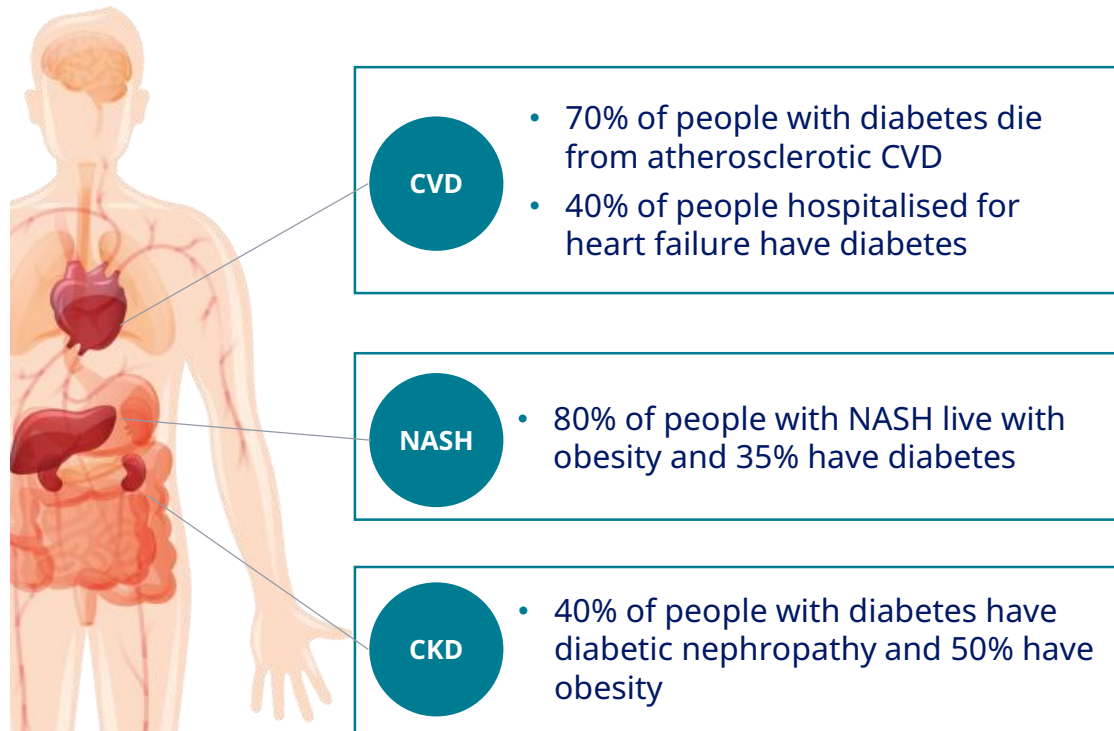 CVD
• 70% of people with diabetes die
from atherosclerotic CVD
• 40% of people hospitalised for
heart failure have diabetes
NASH
• 80% of people with NASH live with
obesity and 35% have diabetes
CKD
• 40% of people with diabetes have
diabetic nephropathy and 50% have
obesity